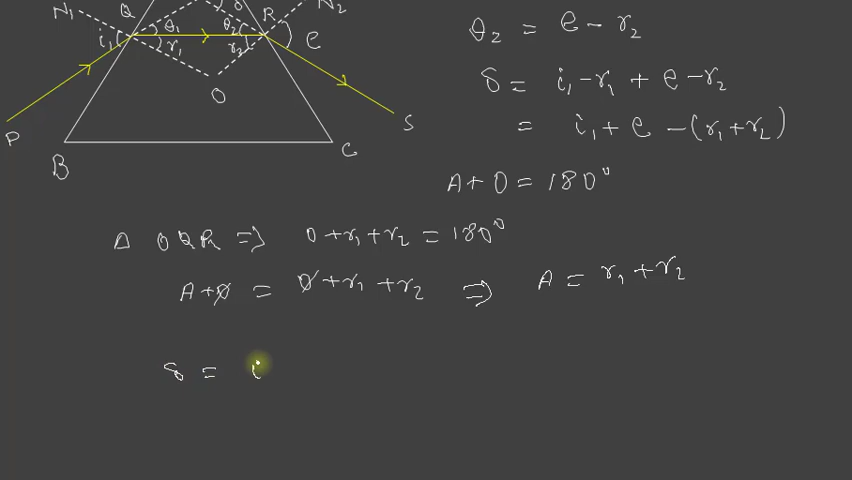 N₁ Q δ R N₂
i₁ θ₁ r₁ θ₂ r₂ e
O
P S
B C
θ₂ = e - r₂
δ = i₁ - r₁ + e - r₂
= i₁ + e - (r₁ + r₂)
A + O = 180°
Δ OQR ⇒ O + r₁ + r₂ = 180°
A + O = O + r₁ + r₂ ⇒ A = r₁ + r₂
δ = i